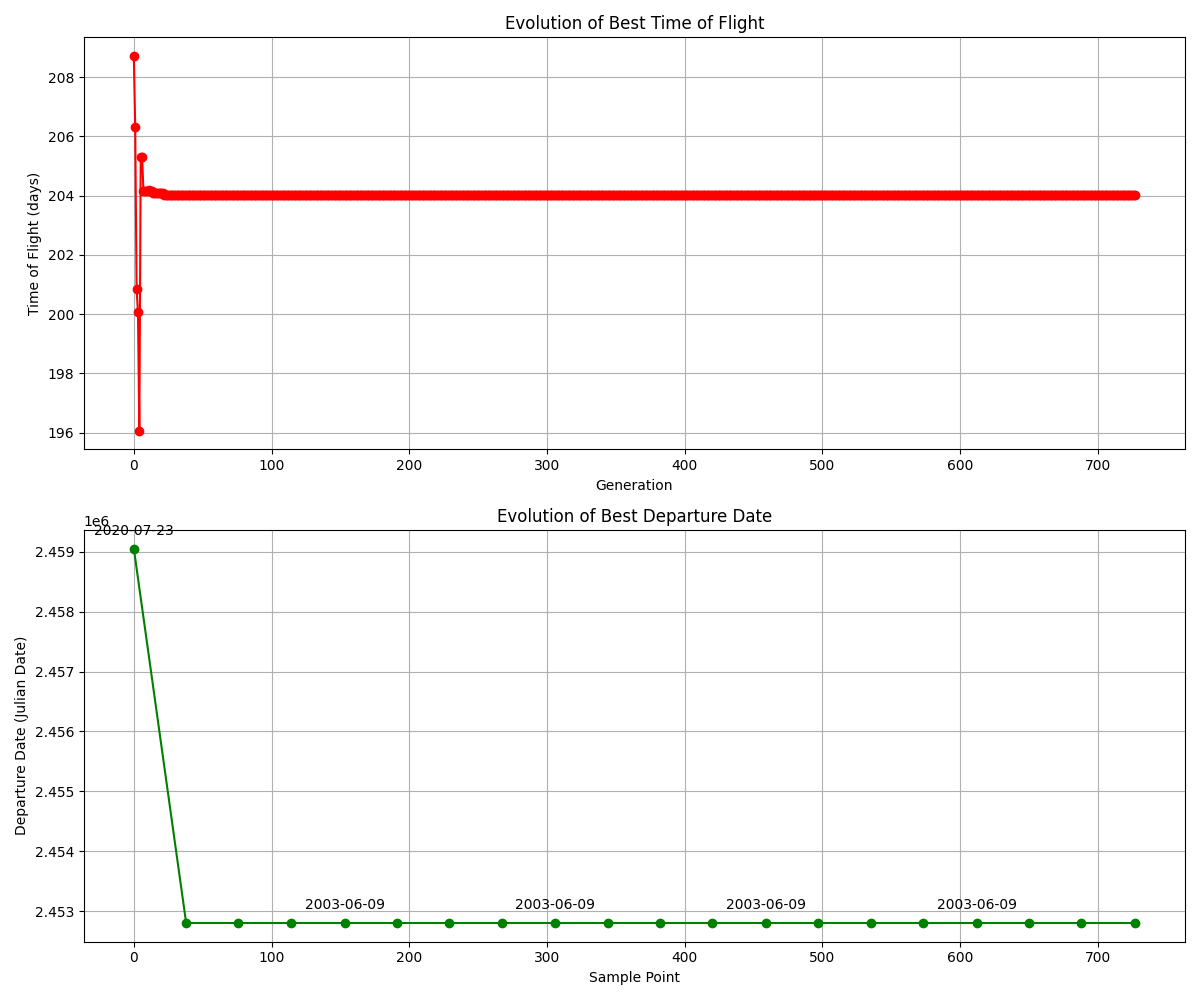 Evolution of Best Time of Flight
Time of Flight (days)
208
206
204
202
200
198
196
0 100 200 300 400 500 600 700
Generation
Evolution of Best Departure Date
1e6
2020-07-23
Departure Date (Julian Date)
2.459
2.458
2.457
2.456
2.455
2.454
2.453
2003-06-09 2003-06-09 2003-06-09 2003-06-09
0 100 200 300 400 500 600 700
Sample Point